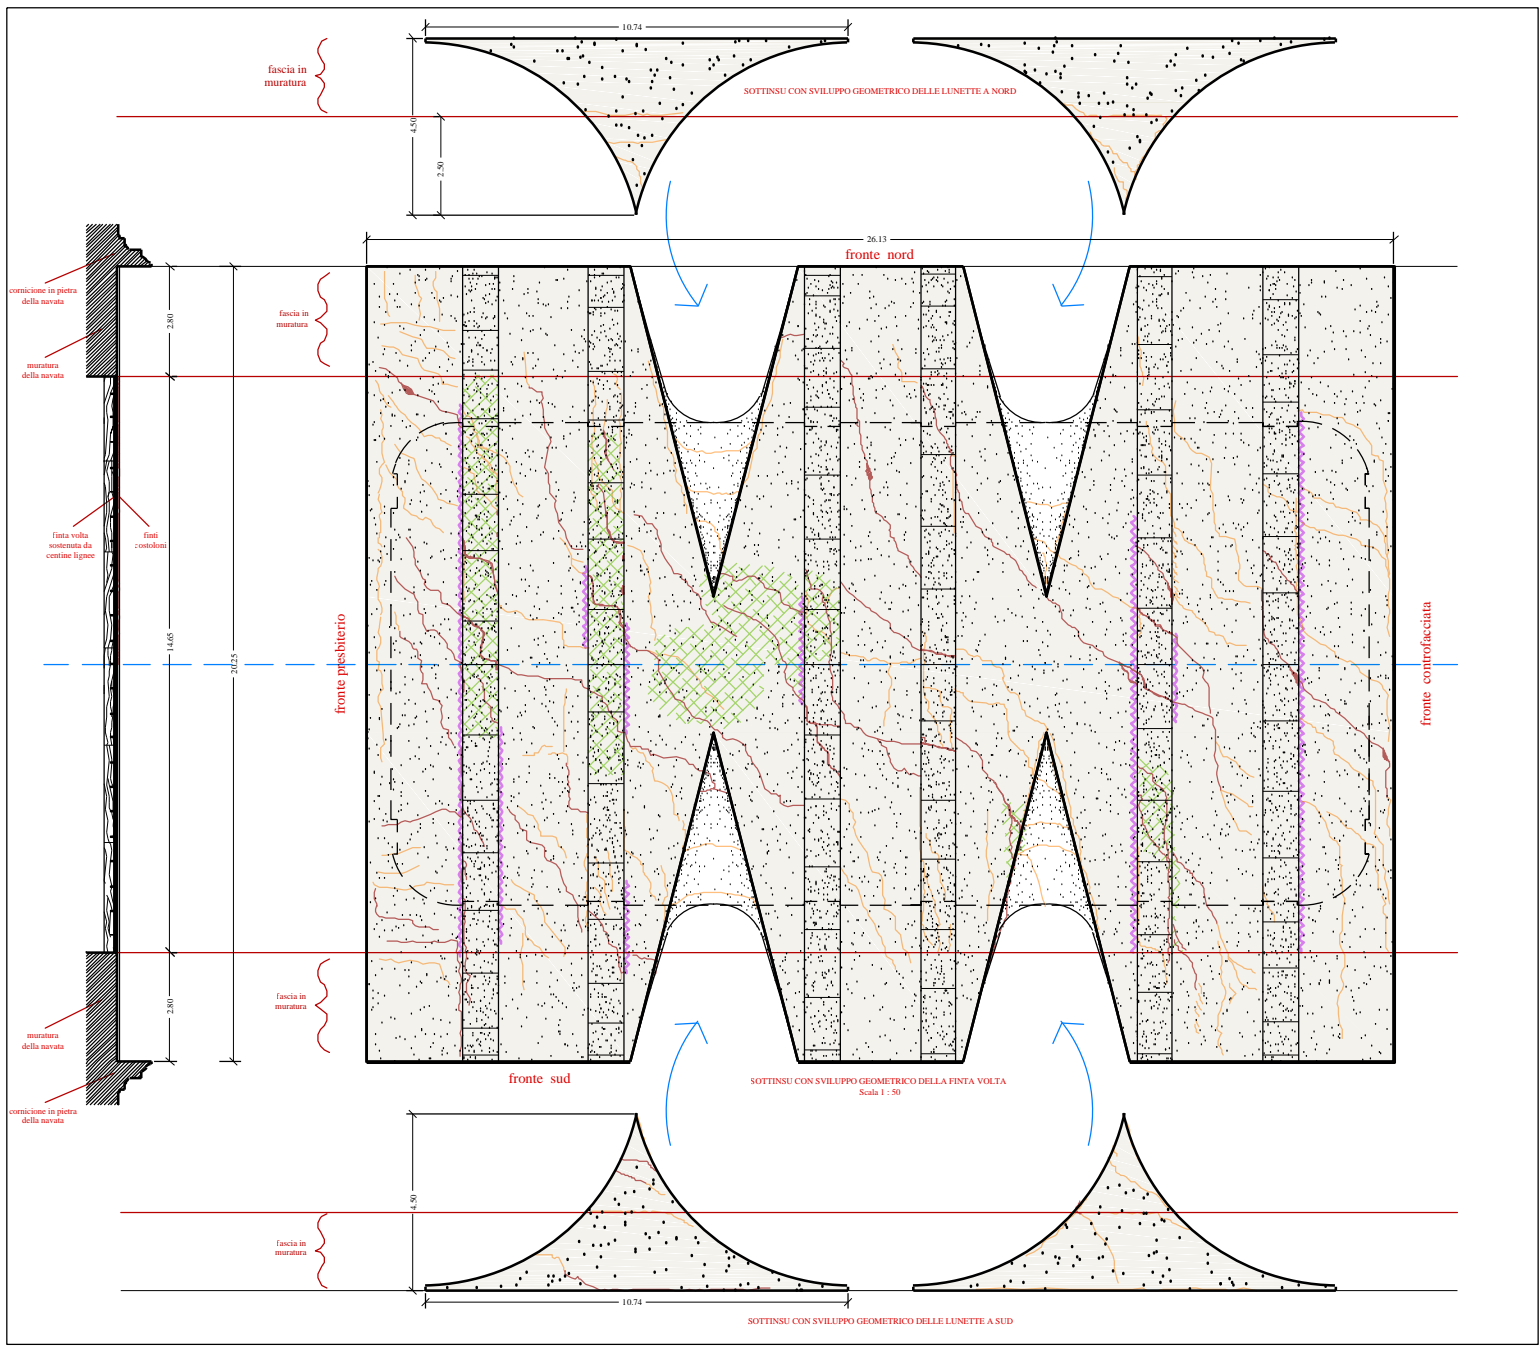 10.74
fascia in
muratura
SOTTINSU CON SVILUPPO GEOMETRICO DELLE LUNETTE A NORD
4.50
2.50
26.13
fronte nord
cornicione in pietra
della navata
2.80
fascia in
muratura
muratura
della navata
finta volta
sostenuta da
centine lignee
finti
costoloni
14.65
20.25
fronte presbiterio
fronte controfacciata
2.80
fascia in
muratura
muratura
della navata
fronte sud
SOTTINSU CON SVILUPPO GEOMETRICO DELLA FINTA VOLTA
Scala 1 : 50
cornicione in pietra
della navata
4.50
fascia in
muratura
10.74
SOTTINSU CON SVILUPPO GEOMETRICO DELLE LUNETTE A SUD